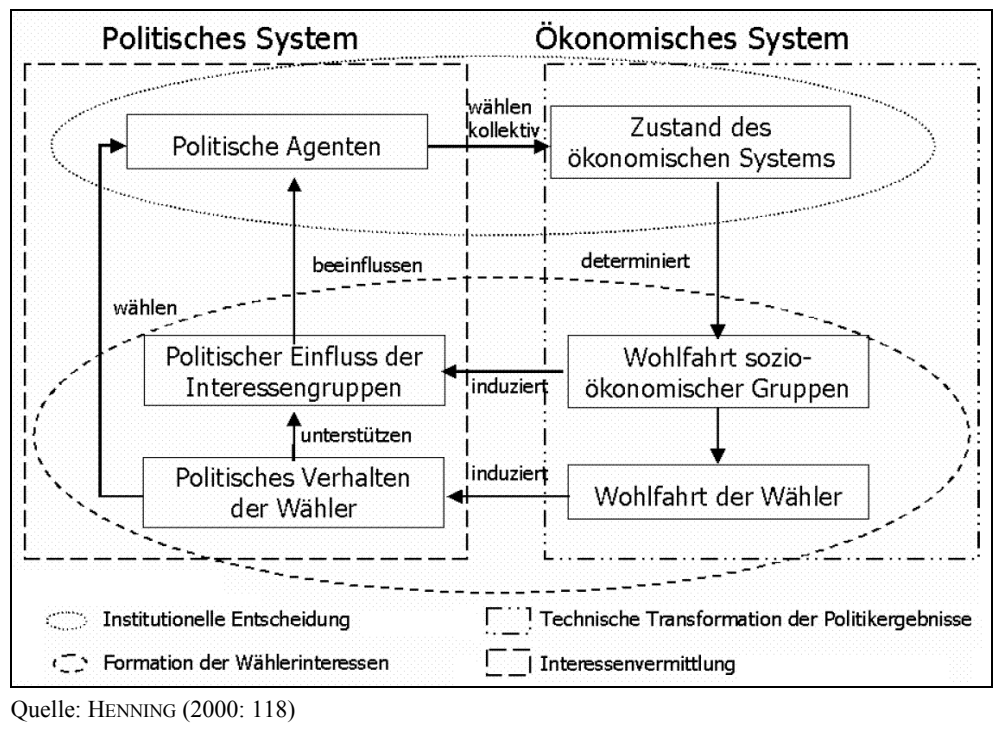 Politisches System
Ökonomisches System
Politische Agenten
wählen
kollektiv
Zustand des
ökonomischen Systems
beeinflussen
determiniert
wählen
Politischer Einfluss der
Interessengruppen
induziert
Wohlfahrt sozio-
ökonomischer Gruppen
unterstützen
Politisches Verhalten
der Wähler
induziert
Wohlfahrt der Wähler
Institutionelle Entscheidung
Technische Transformation der Politikergebnisse
Formation der Wählerinteressen
Interessenvermittlung
Quelle: HENNING (2000: 118)